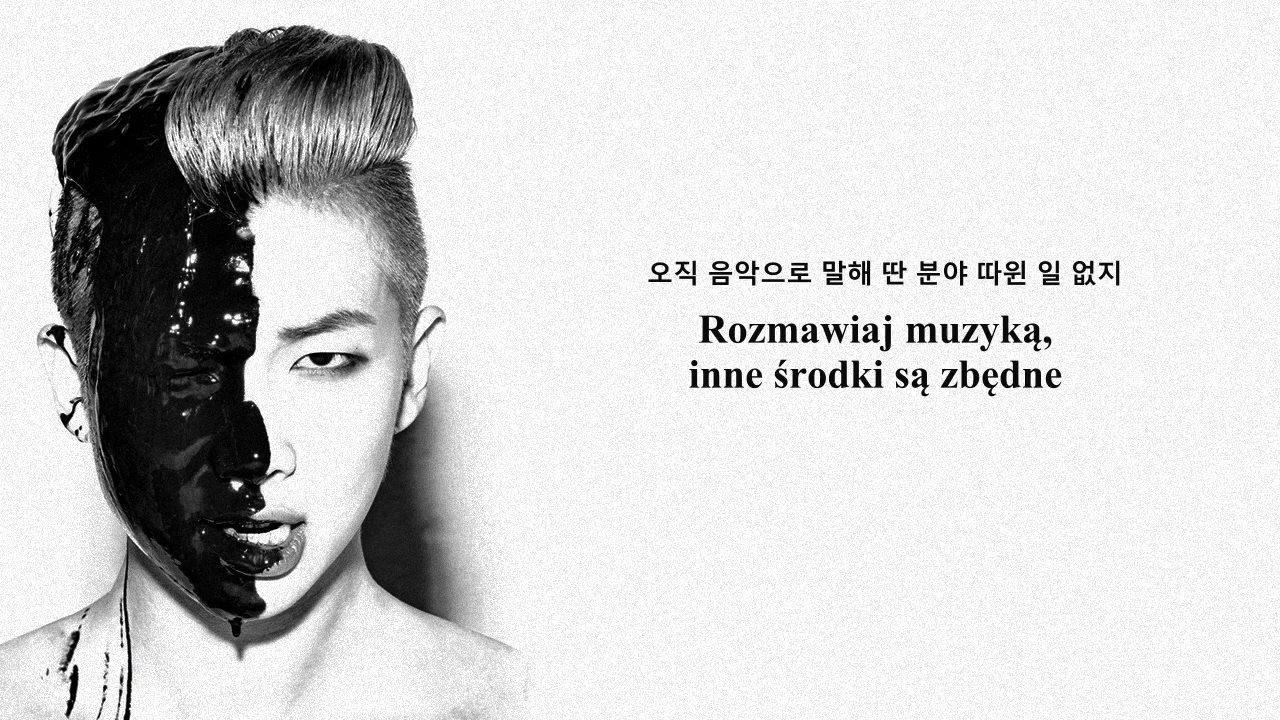 오직 음악으로 말해 딴 분야 따윈 일 없지
Rozmawiaj muzyką,
inne środki są zbędne